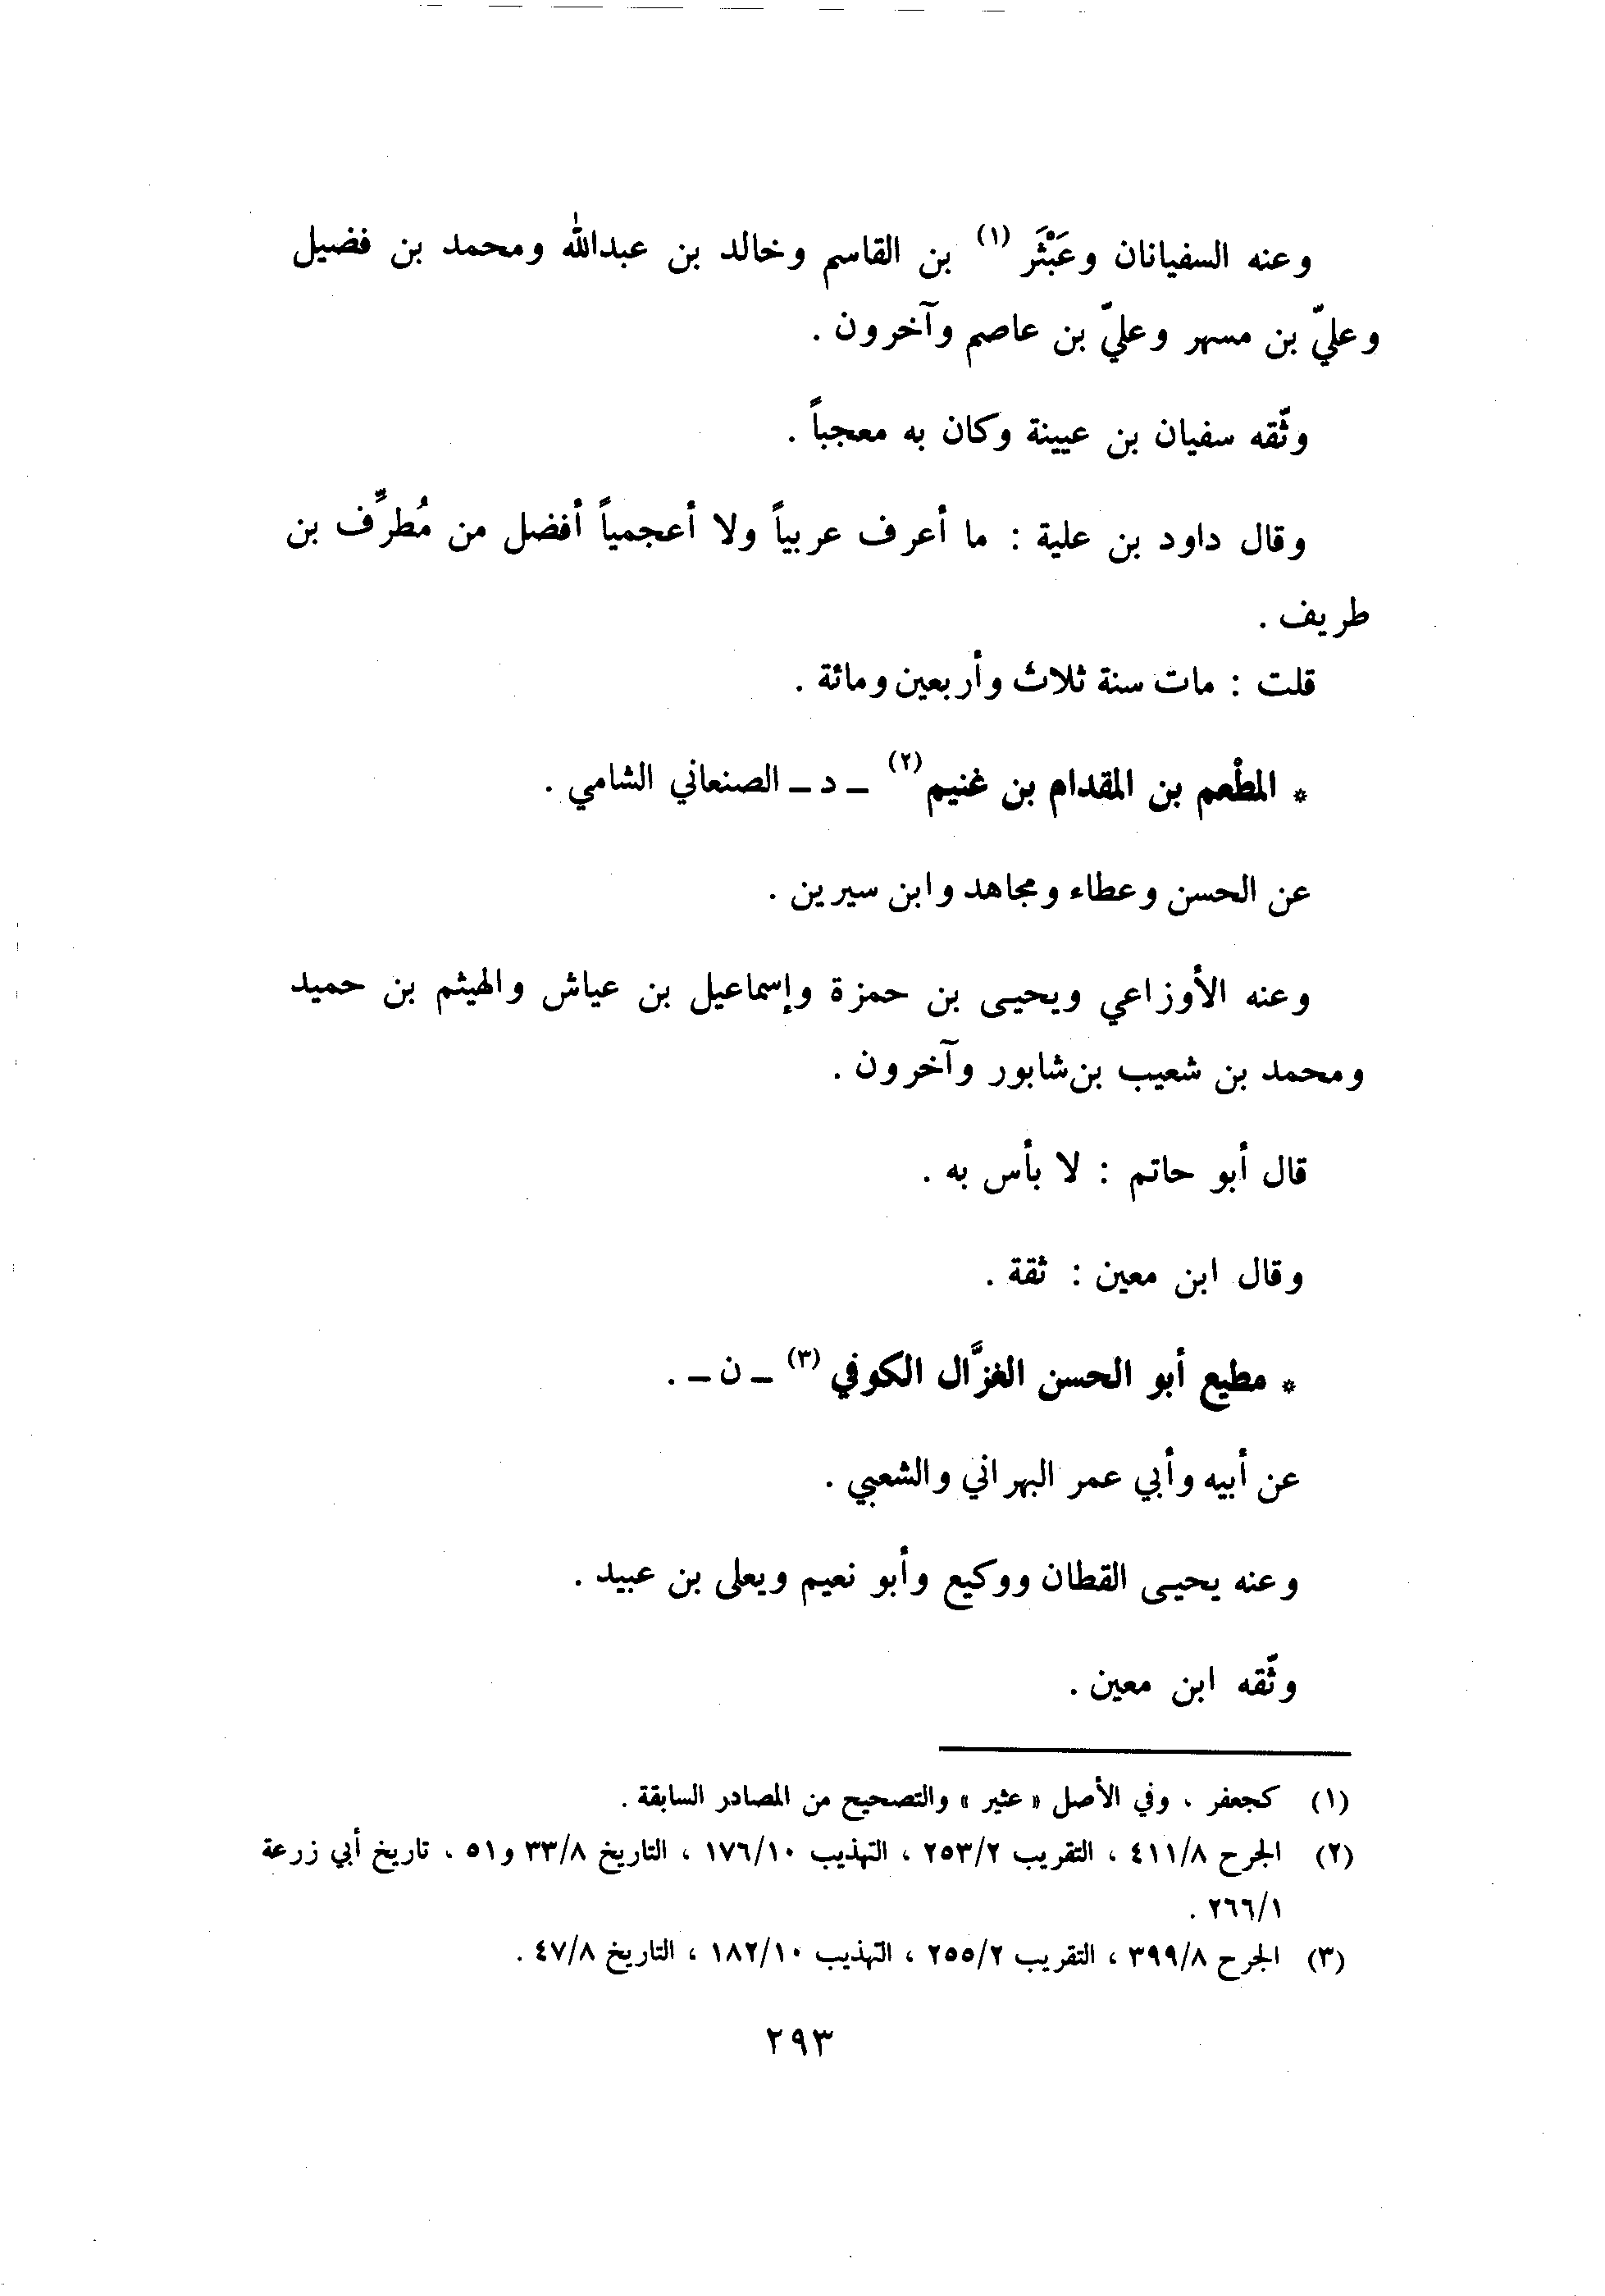 وعنه السفيانان وعَبْثَر (١) بن القاسم وخالد بن عبدالله ومحمد بن فضيل
وعليّ بن مسهر وعليّ بن عاصم وآخرون .
وثّقه سفيان بن عيينة وكان به معجباً .
وقال داود بن علية : ما أعرف عربياً ولا أعجمياً أفضل من مُطرِّف بن
طريف .
قلت : مات سنة ثلاث وأربعين ومائة .
* المطْعم بن المقدام بن غنيم (٢) ـ د ـ الصنعاني الشامي .
عن الحسن وعطاء ومجاهد وابن سيرين .
وعنه الأوزاعي ويحيى بن حمزة وإسماعيل بن عياش والهيثم بن حميد
ومحمد بن شعيب بن شابور وآخرون .
قال أبو حاتم : لا بأس به .
وقال ابن معين : ثقة .
* مطيع أبو الحسن الغزَّال الكوفي (٣) ـ ن ـ .
عن أبيه وأبي عمر البهراني والشعبي .
وعنه يحيى القطان ووكيع وأبو نعيم ويعلى بن عبيد .
وثّقه ابن معين .
(١) كجعفر ، وفي الأصل « عثير » والتصحيح من المصادر السابقة .
(٢) الجرح ٤١١/٨ ، التقريب ٢٥٣/٢ ، التهذيب ١٧٦/١٠ ، التاريخ ٣٣/٨ و٥١ ، تاريخ أبي زرعة
٢٦٦/١ .
(٣) الجرح ٣٩٩/٨ ، التقريب ٢٥٥/٢ ، التهذيب ١٨٢/١٠ ، التاريخ ٤٧/٨ .
٢٩٣